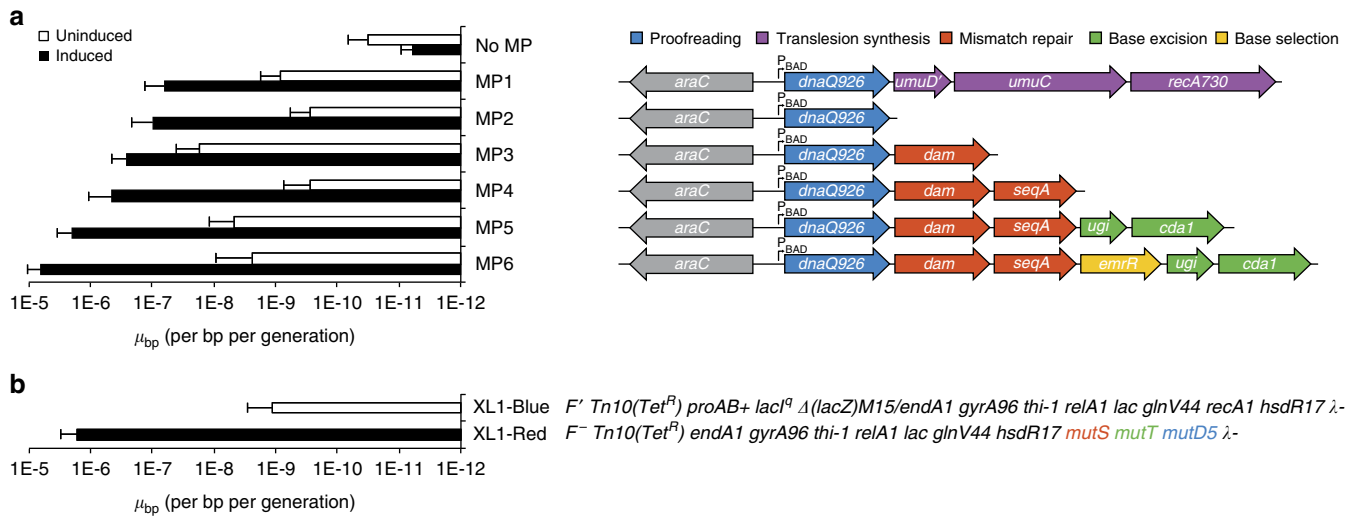 a
Uninduced
Induced
No MP
MP1
MP2
MP3
MP4
MP5
MP6
1E-5 1E-6 1E-7 1E-8 1E-9 1E-10 1E-11 1E-12
μbp (per bp per generation)
Proofreading Translesion synthesis Mismatch repair Base excision Base selection
araC PBAD dnaQ926 umuD′ umuC recA730
araC PBAD dnaQ926
araC PBAD dnaQ926 dam
araC PBAD dnaQ926 dam seqA
araC PBAD dnaQ926 dam seqA ugi cda1
araC PBAD dnaQ926 dam seqA emrR ugi cda1
b
XL1-Blue F′ Tn10(TetR) proAB+ lacIq Δ(lacZ)M15/endA1 gyrA96 thi-1 relA1 lac glnV44 recA1 hsdR17 λ-
XL1-Red F− Tn10(TetR) endA1 gyrA96 thi-1 relA1 lac glnV44 hsdR17 mutS mutT mutD5 λ-
1E-5 1E-6 1E-7 1E-8 1E-9 1E-10 1E-11 1E-12
μbp (per bp per generation)